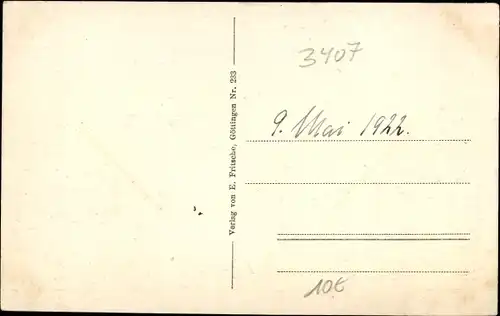 3407
Verlag von E. Fritsche, Göttingen Nr. 233
9. Mai 1922.
10€